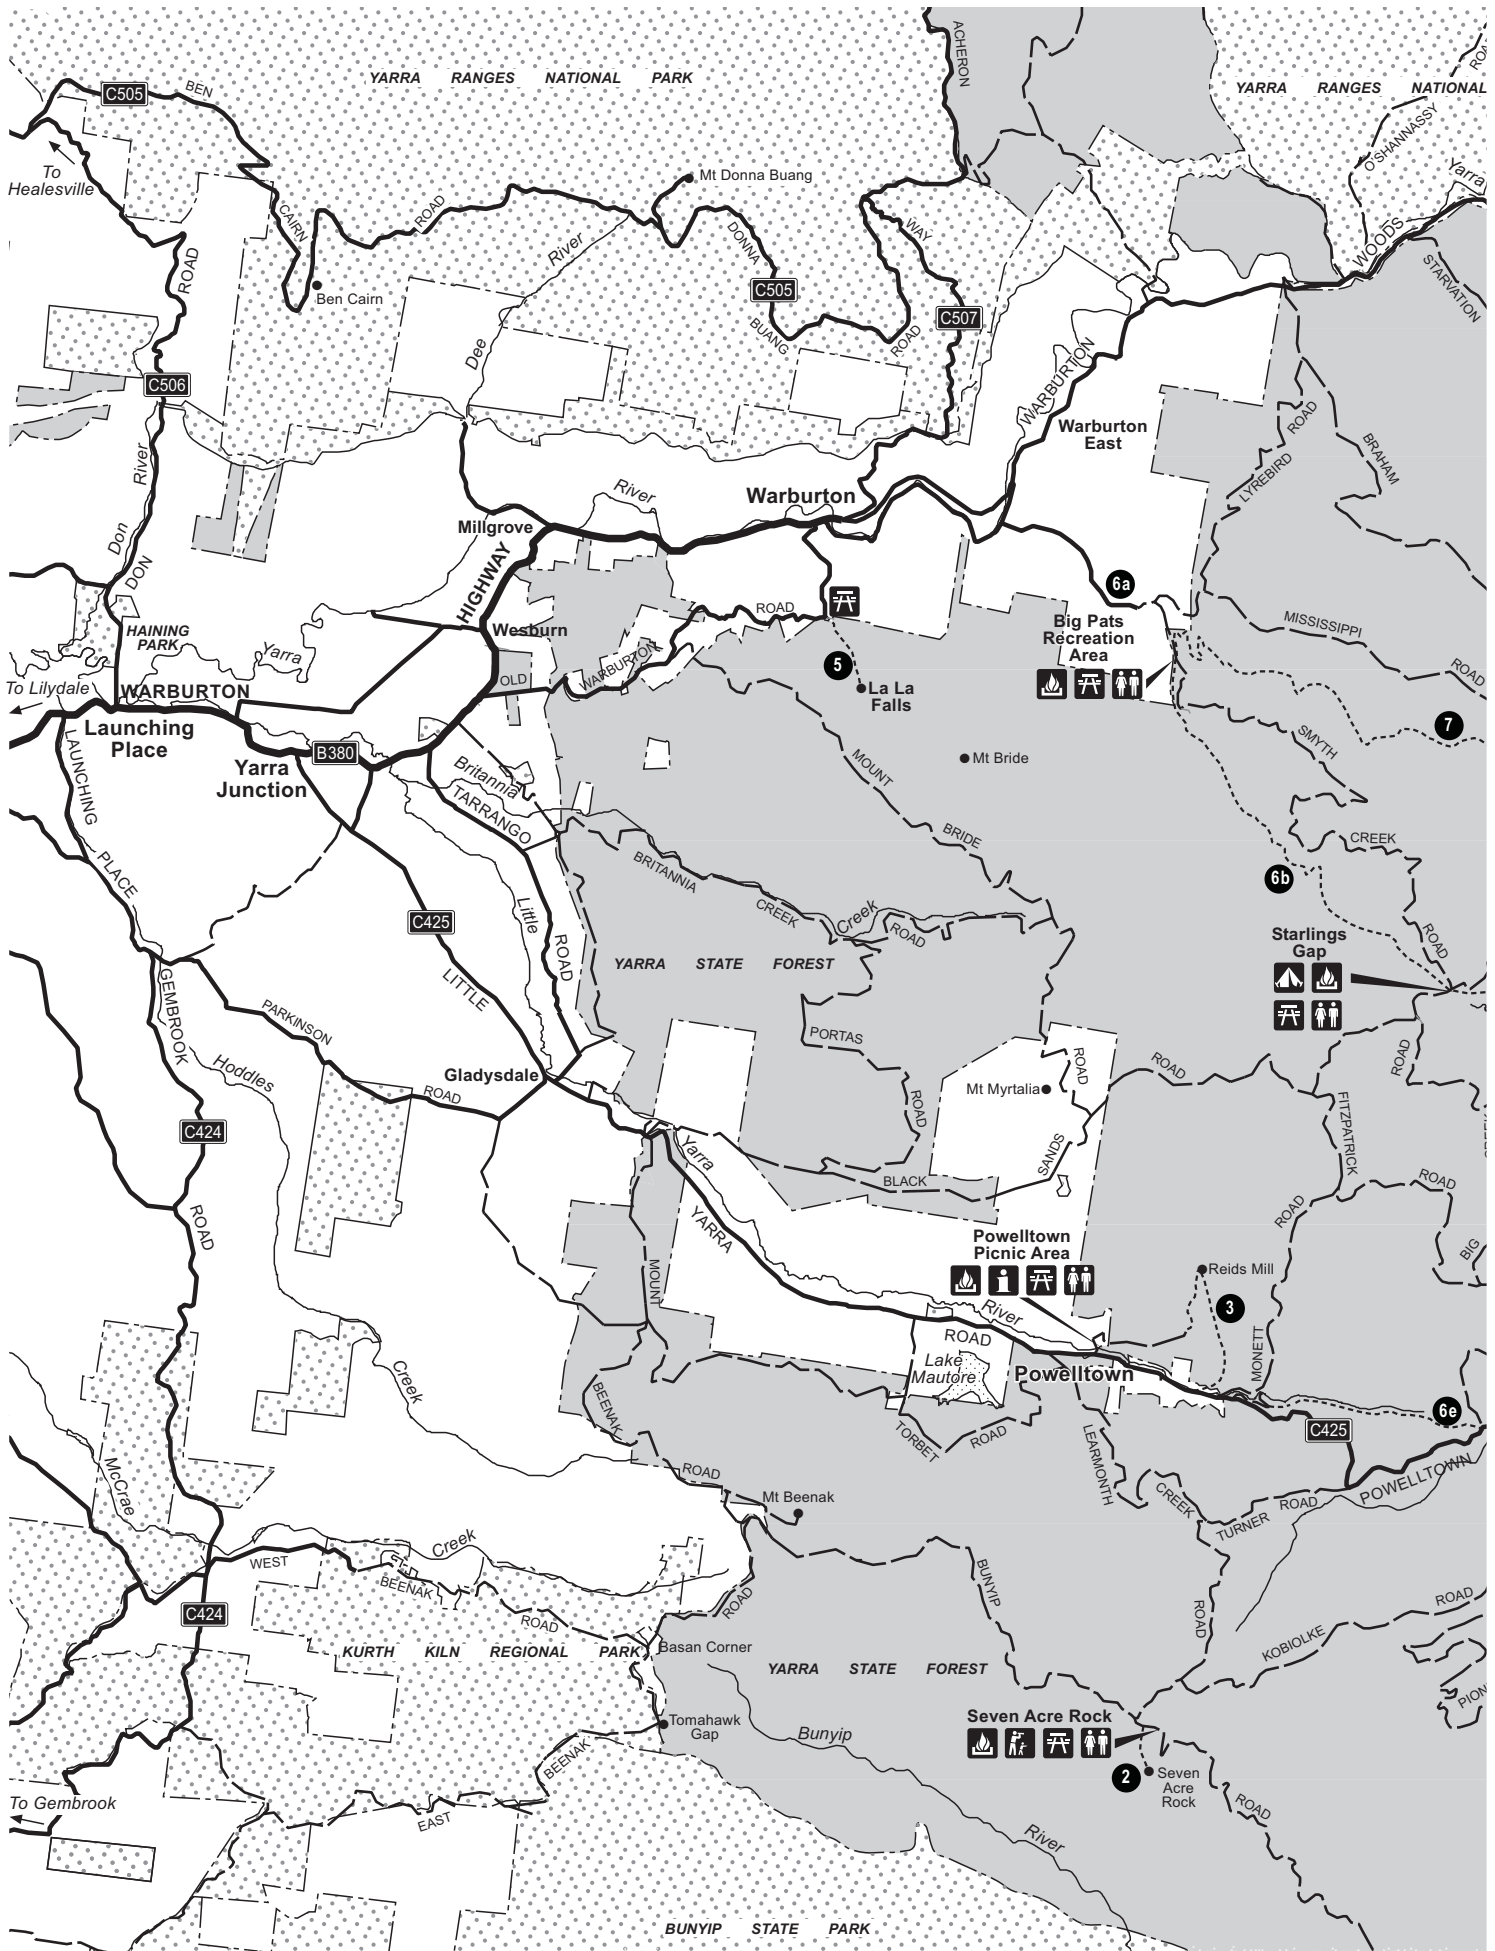 ACHERON
YARRA RANGES NATIONAL PARK
YARRA RANGES NATIONAL
C505
BEN
O'SHANNASSY
Yarra
To
Healesville
Mt Donna Buang
CAIRN
ROAD
ROAD
River
DONNA
WAY
WOODS
STARVATION
Ben Cairn
C505
BUANG
ROAD
C507
Dee
C506
WARBURTON
Warburton
East
ROAD
BRAHAM
LYREBIRD
River
Don
DON
River
Warburton
Millgrove
HIGHWAY
6a
HAINING
PARK
Yarra
Wesburn
ROAD
Big Pats
Recreation
Area
MISSISSIPPI
ROAD
To Lilydale
WARBURTON
OLD
WARBURTON
5
La La
Falls
7
Launching
Place
B380
Yarra
Junction
LAUNCHING
PLACE
Britannia
TARRANGO
MOUNT
Mt Bride
SMYTH
BRIDE
CREEK
BRITANNIA
CREEK
Creek
ROAD
6b
C425
Little
ROAD
LITTLE
YARRA STATE FOREST
ROAD
Starlings
Gap
GEMBROOK
PARKINSON
Hoddles
PORTAS
ROAD
Gladysdale
ROAD
Mt Myrtalia
ROAD
ROAD
ROAD
C424
FITZPATRICK
Yarra
SANDS
BLACK
ROAD
ROAD
YARRA
ROAD
Powelltown
Picnic Area
BIG
MOUNT
Reids Mill
3
River
ROAD
Lake
Mautore
Powelltown
MONETT
Creek
BEENAK
TORBET
ROAD
LEARMONTH
6e
C425
McCrae
ROAD
CREEK
POWELLTOWN
Mt Beenak
ROAD
TURNER
Creek
WEST
BEENAK
ROAD
BUNYIP
ROAD
ROAD
C424
ROAD
KOBIOLKE
KURTH KILN REGIONAL PARK
Basan Corner
YARRA STATE FOREST
PION
Seven Acre Rock
Tomahawk
Gap
Bunyip
BEENAK
2
Seven
Acre
Rock
To Gembrook
EAST
ROAD
River
BUNYIP STATE PARK